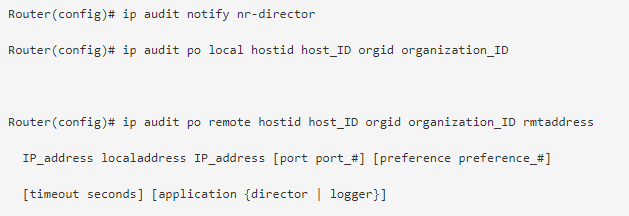 Router(config)# ip audit notify nr-director
Router(config)# ip audit po local hostid host_ID orgid organization_ID
Router(config)# ip audit po remote hostid host_ID orgid organization_ID rmtaddress
IP_address localaddress IP_address [port port_#] [preference preference_#]
[timeout seconds] [application {director | logger}]